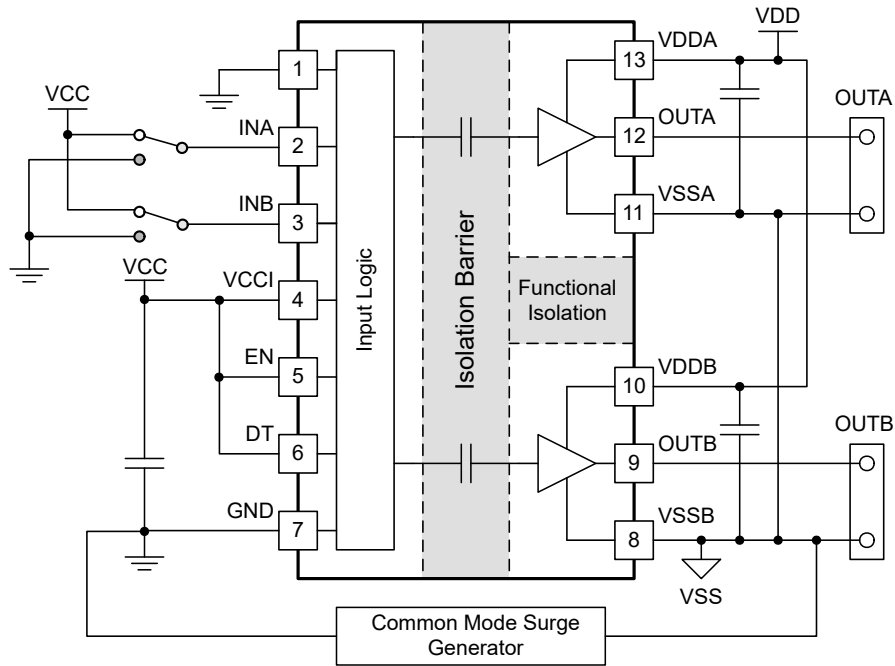 VDD
VDDA
1
13
VCC
OUTA
INA
OUTA
2
12
INB
VSSA
3
11
Isolation Barrier
Input Logic
VCC
VCCI
Functional
Isolation
4
EN
VDDB
5
10
DT
OUTB
OUTB
6
9
GND
VSSB
7
8
VSS
Common Mode Surge
Generator